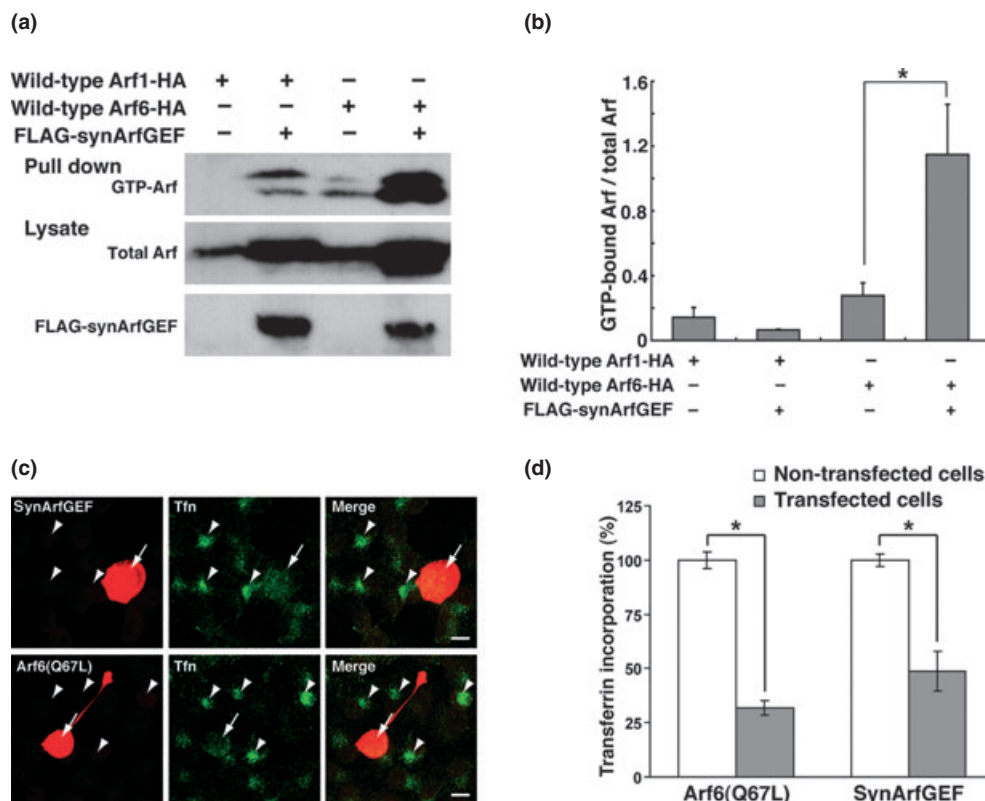 (a)
Wild-type Arf1-HA + + – –
Wild-type Arf6-HA – – + +
FLAG-synArfGEF – + – +
Pull down
GTP-Arf
Lysate
Total Arf
FLAG-synArfGEF
(b)
GTP-bound Arf / total Arf
1.6
1.2
0.8
0.4
0
*
Wild-type Arf1-HA + + – –
Wild-type Arf6-HA – – + +
FLAG-synArfGEF – + – +
(c)
SynArfGEF Tfn Merge
Arf6(Q67L) Tfn Merge
(d)
Non-transfected cells
Transfected cells
Transferrin incorporation (%)
125
100
75
50
25
0
* *
Arf6(Q67L) SynArfGEF